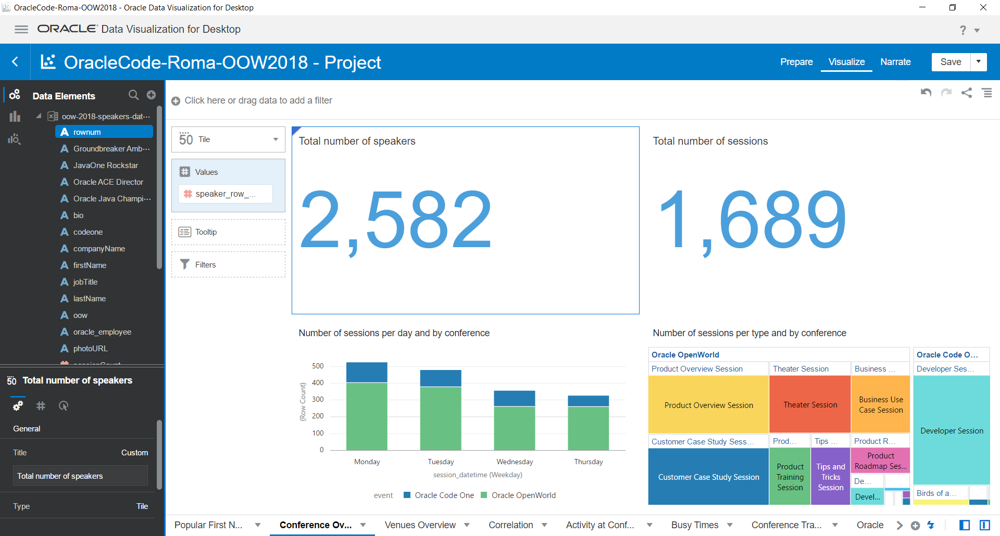 OracleCode-Roma-OOW2018 - Oracle Data Visualization for Desktop
ORACLE Data Visualization for Desktop
?
OracleCode-Roma-OOW2018 - Project
Prepare
Visualize
Narrate
Save
Data Elements
oow-2018-speakers-dat...
rownum
Groundbreaker Amb...
JavaOne Rockstar
Oracle ACE Director
Oracle Java Champi...
bio
codeone
companyName
firstName
jobTitle
lastName
oow
oracle_employee
photoURL
Click here or drag data to add a filter
50 Tile
Values
speaker_row_...
Tooltip
Filters
Total number of speakers
2,582
Total number of sessions
1,689
50 Total number of speakers
General
Title Custom
Total number of speakers
Type Tile
Number of sessions per day and by conference
{Row Count}
500
400
300
200
100
0
Monday Tuesday Wednesday Thursday
session_datetime (Weekday)
event Oracle Code One Oracle OpenWorld
Number of sessions per type and by conference
Oracle OpenWorld
Oracle Code O...
Product Overview Session
Theater Session
Business ...
Developer Ses...
Product Overview Session
Theater Session
Business Use
Case Session
Developer Session
Customer Case Study Sess...
Prod...
Tips ...
Product R...
Customer Case Study Session
Product
Training
Session
Tips and
Tricks
Session
Product
Roadmap Ses...
De...
Devel...
Birds of a...
Popular First N...
Conference Ov...
Venues Overview
Correlation
Activity at Conf...
Busy Times
Conference Tra...
Oracle